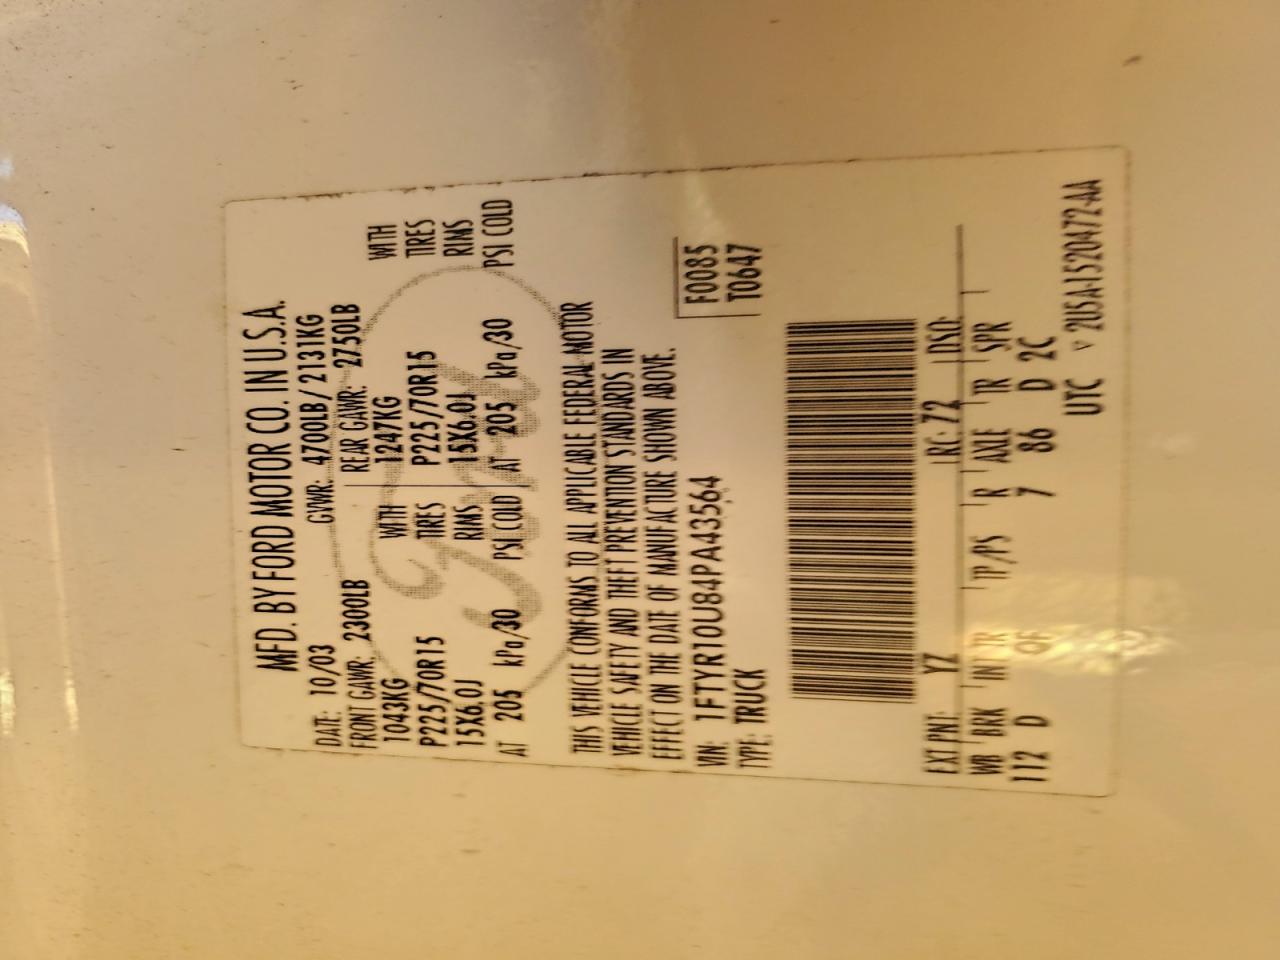 MFD. BY FORD MOTOR CO. IN U.S.A.
DATE: 10/03 GVWR: 4700LB / 2131KG
FRONT GAWR: 2300LB REAR GAWR: 2750LB
1043KG WITH 1247KG WITH
P225/70R15 TIRES P225/70R15 TIRES
15X6.0J RIMS 15X6.0J RIMS
AT 205 kPa/30 PSI COLD AT 205 kPa/30 PSI COLD
Ford
THIS VEHICLE CONFORMS TO ALL APPLICABLE FEDERAL MOTOR
VEHICLE SAFETY AND THEFT PREVENTION STANDARDS IN
EFFECT ON THE DATE OF MANUFACTURE SHOWN ABOVE.
VIN: 1FTYR10U84PA43564 F0085
TYPE: TRUCK T0647
EXT PNT: YZ RC: 72 DSO:
WB BRK INT TR TP/PS R AXLE TR SPR
112 D 7 86 D 2C
UTC v 2U5A-1520472-AA